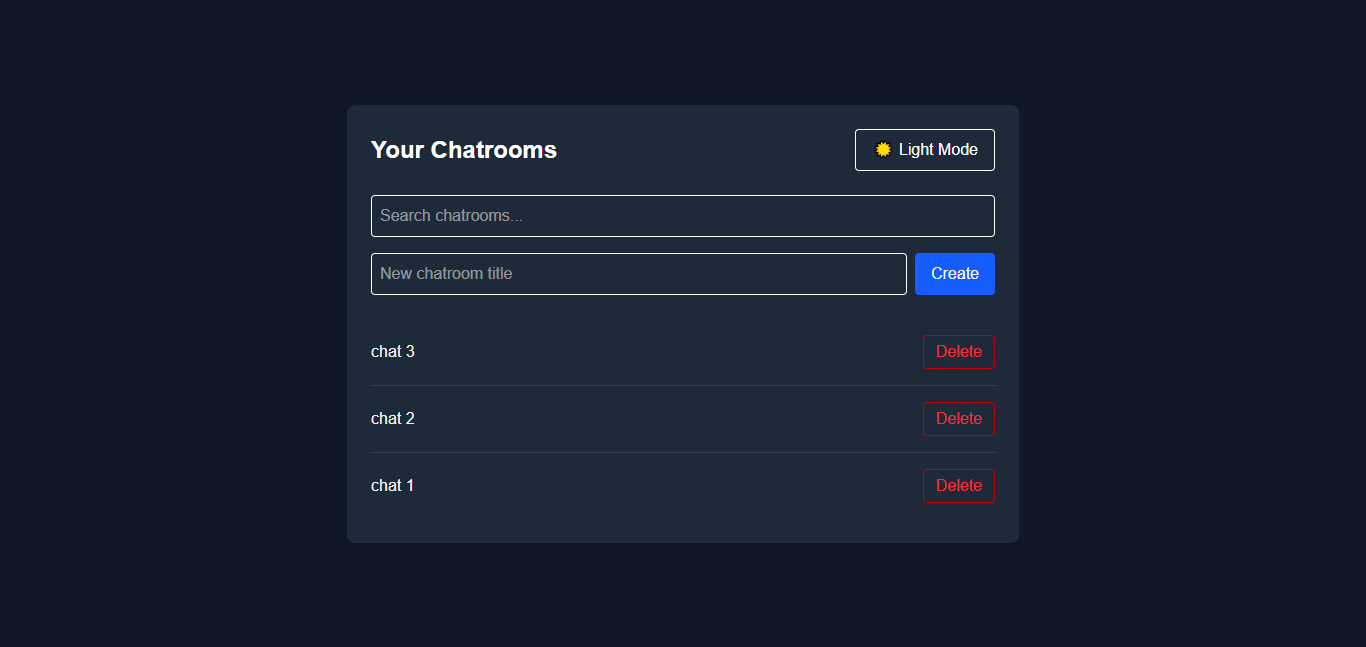 Your Chatrooms
Light Mode
Search chatrooms...
New chatroom title
Create
chat 3
Delete
chat 2
Delete
chat 1
Delete